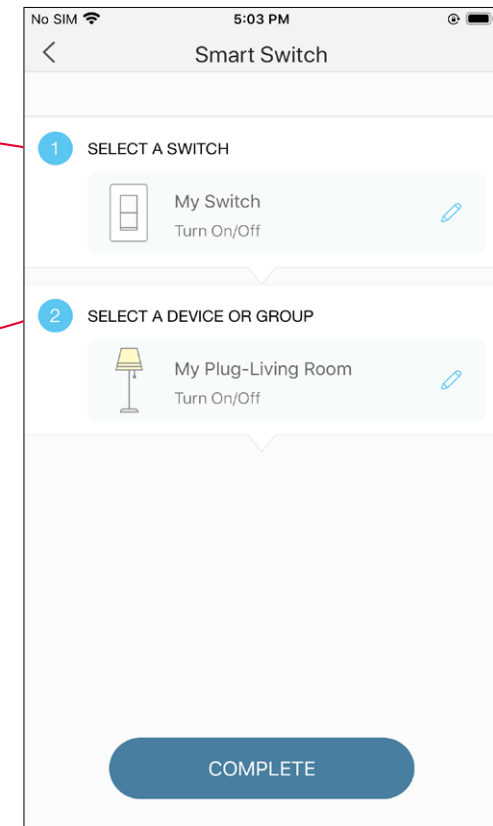 No SIM 5:03 PM
Smart Switch
1 SELECT A SWITCH
My Switch
Turn On/Off
2 SELECT A DEVICE OR GROUP
My Plug-Living Room
Turn On/Off
COMPLETE